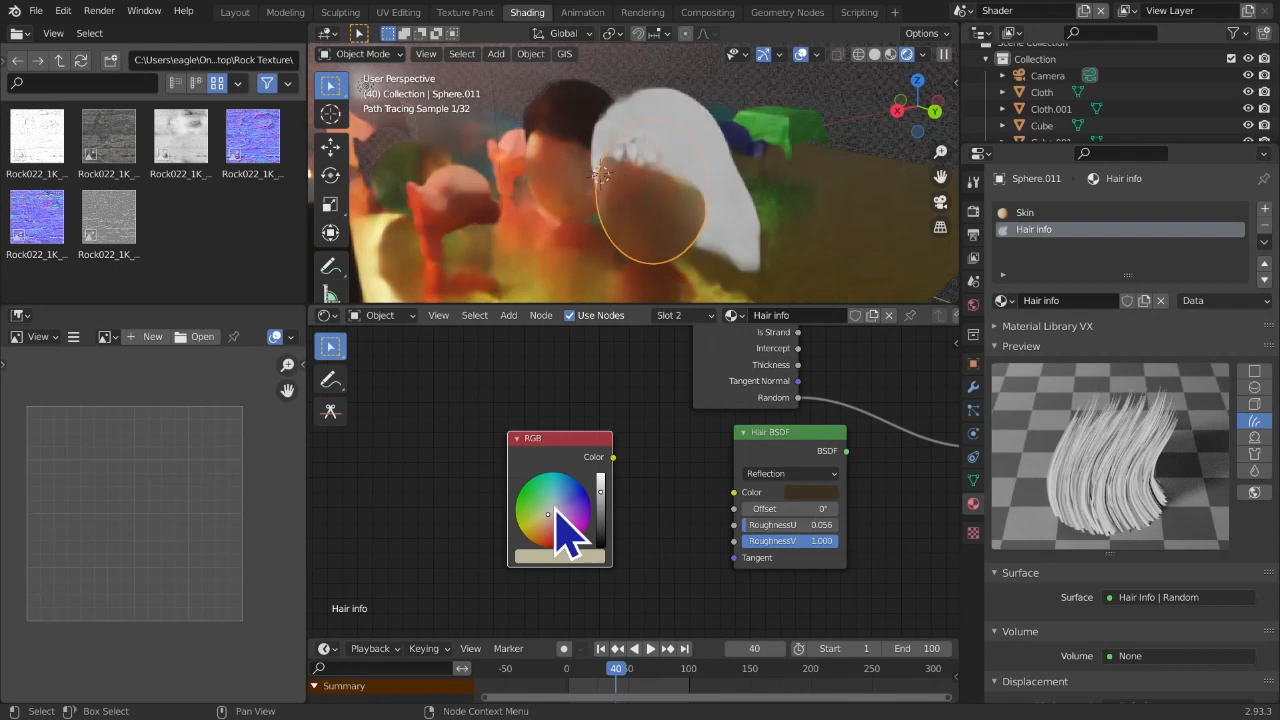 File Edit Render Window Help Layout Modeling Sculpting UV Editing Texture Paint Shading Animation Rendering Compositing Geometry Nodes Scripting + Shader View Layer
View Select
C:\Users\eagle\On...top\Rock Texture\
Rock022_1K_... Rock022_1K_... Rock022_1K_... Rock022_1K_...
Rock022_1K_... Rock022_1K_...
View New Open
Global Options
Object Mode View Select Add Object GIS
User Perspective
(40) Collection | Sphere.011
Path Tracing Sample 1/32
X Y Z
Object View Select Add Node Use Nodes Slot 2 Hair info
Is Strand
Intercept
Thickness
Tangent Normal
Random
RGB
Color
Hair BSDF
BSDF
Reflection
Color
Offset 0°
RoughnessU 0.056
RoughnessV 1.000
Tangent
Hair info
Playback Keying View Marker 40 Start 1 End 100
-50 0 40 50 100 150 200 250 300
Summary
Scene Collection
Collection
Camera
Cloth
Cloth.001
Cube
Sphere.011 Hair info
Skin
Hair info
Hair info Data
Material Library VX
Preview
Surface
Surface Hair Info | Random
Volume
Volume None
Displacement
Select Box Select Pan View Node Context Menu 2.93.3